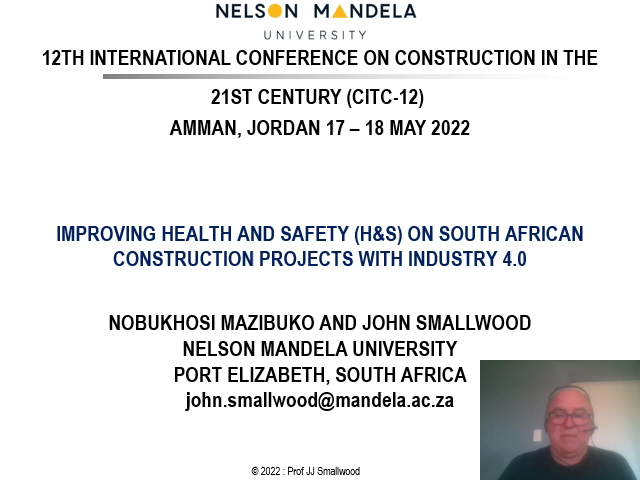 NELSON MANDELA
UNIVERSITY
12TH INTERNATIONAL CONFERENCE ON CONSTRUCTION IN THE
21ST CENTURY (CITC-12)
AMMAN, JORDAN 17 – 18 MAY 2022
IMPROVING HEALTH AND SAFETY (H&S) ON SOUTH AFRICAN
CONSTRUCTION PROJECTS WITH INDUSTRY 4.0
NOBUKHOSI MAZIBUKO AND JOHN SMALLWOOD
NELSON MANDELA UNIVERSITY
PORT ELIZABETH, SOUTH AFRICA
john.smallwood@mandela.ac.za
© 2022 : Prof JJ Smallwood